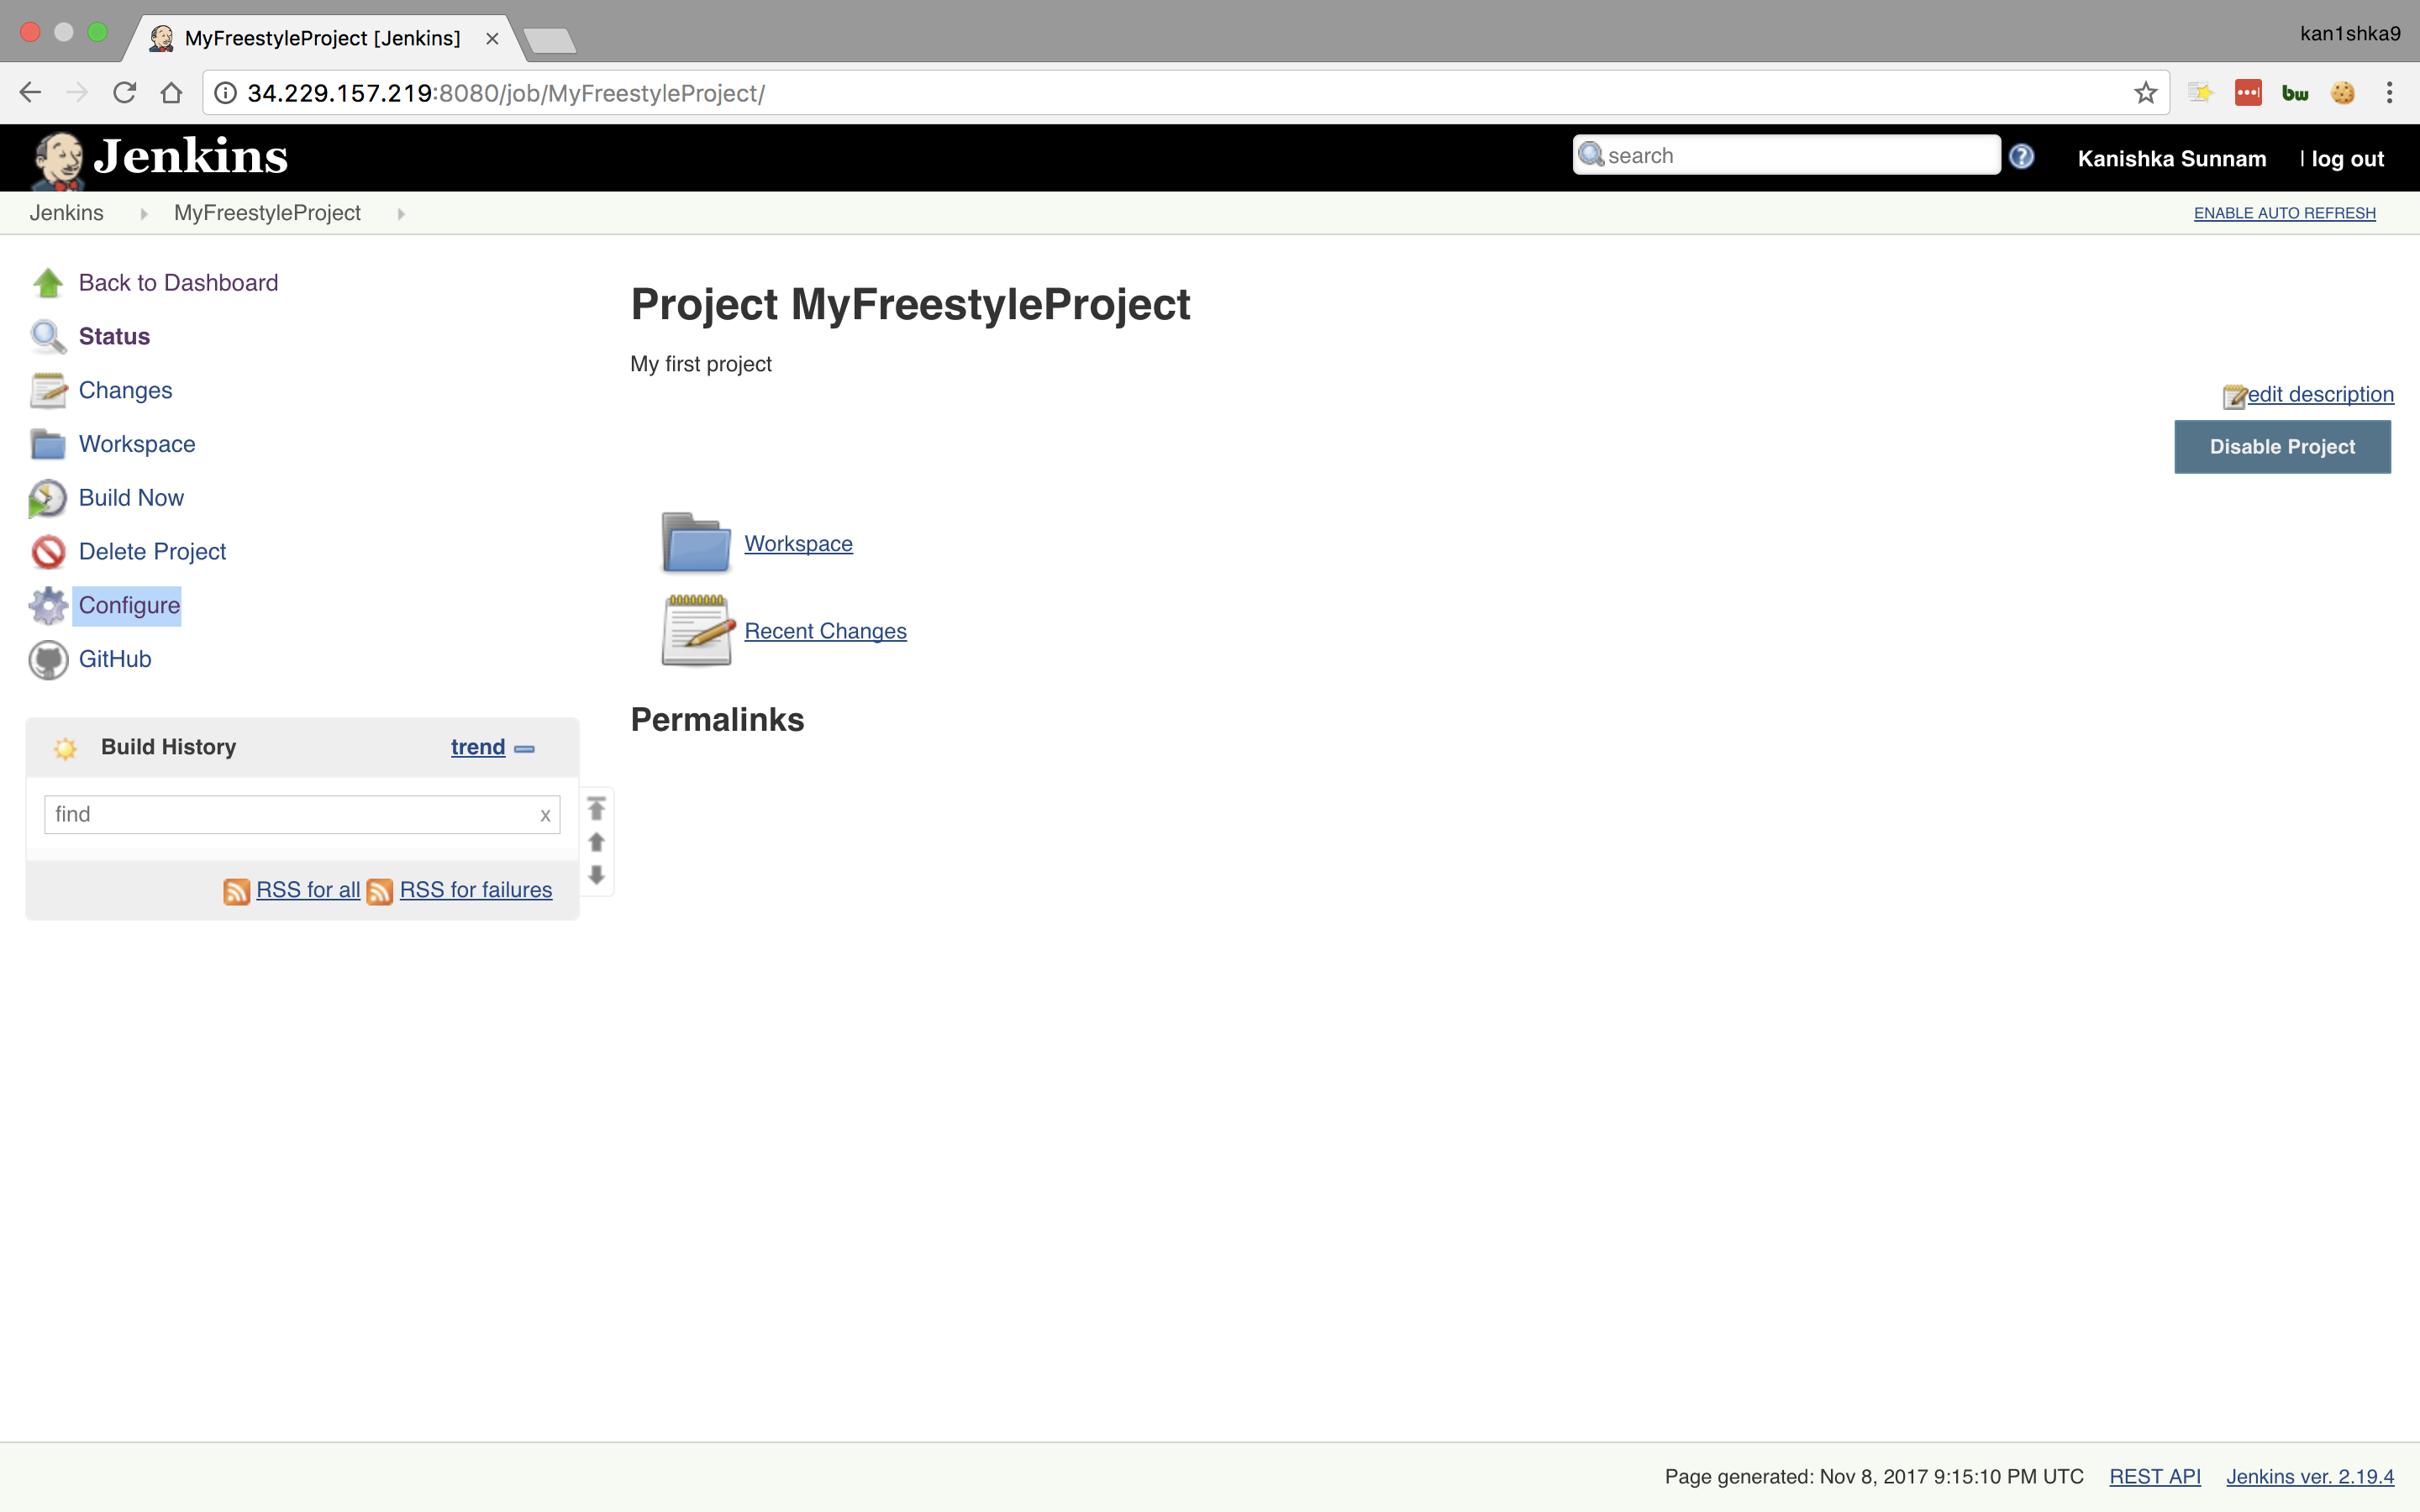 MyFreestyleProject [Jenkins]
kan1shka9
34.229.157.219:8080/job/MyFreestyleProject/
bw
Jenkins
search
Kanishka Sunnam
| log out
Jenkins
MyFreestyleProject
ENABLE AUTO REFRESH
Back to Dashboard
Status
Changes
Workspace
Build Now
Delete Project
Configure
GitHub
Project MyFreestyleProject
My first project
edit description
Disable Project
Workspace
Recent Changes
Permalinks
Build History
trend
find
x
RSS for all
RSS for failures
Page generated: Nov 8, 2017 9:15:10 PM UTC
REST API
Jenkins ver. 2.19.4